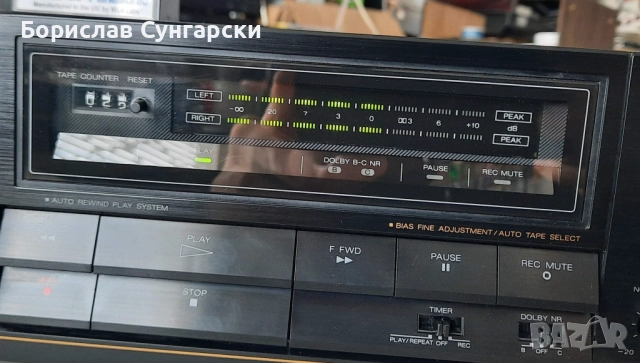 Борислав Сунгарски
TAPE COUNTER RESET
025
LEFT
-∞ 20 7 3 0 3 6 +10
RIGHT
PEAK
dB
PEAK
DOLBY B-C NR
B C
PAUSE
REC MUTE
AUTO REWIND PLAY SYSTEM
BIAS FINE ADJUSTMENT/AUTO TAPE SELECT
PLAY
F FWD
PAUSE
REC MUTE
STOP
TIMER
PLAY/REPEAT OFF REC
DOLBY NR
B OFF C
BAZAR